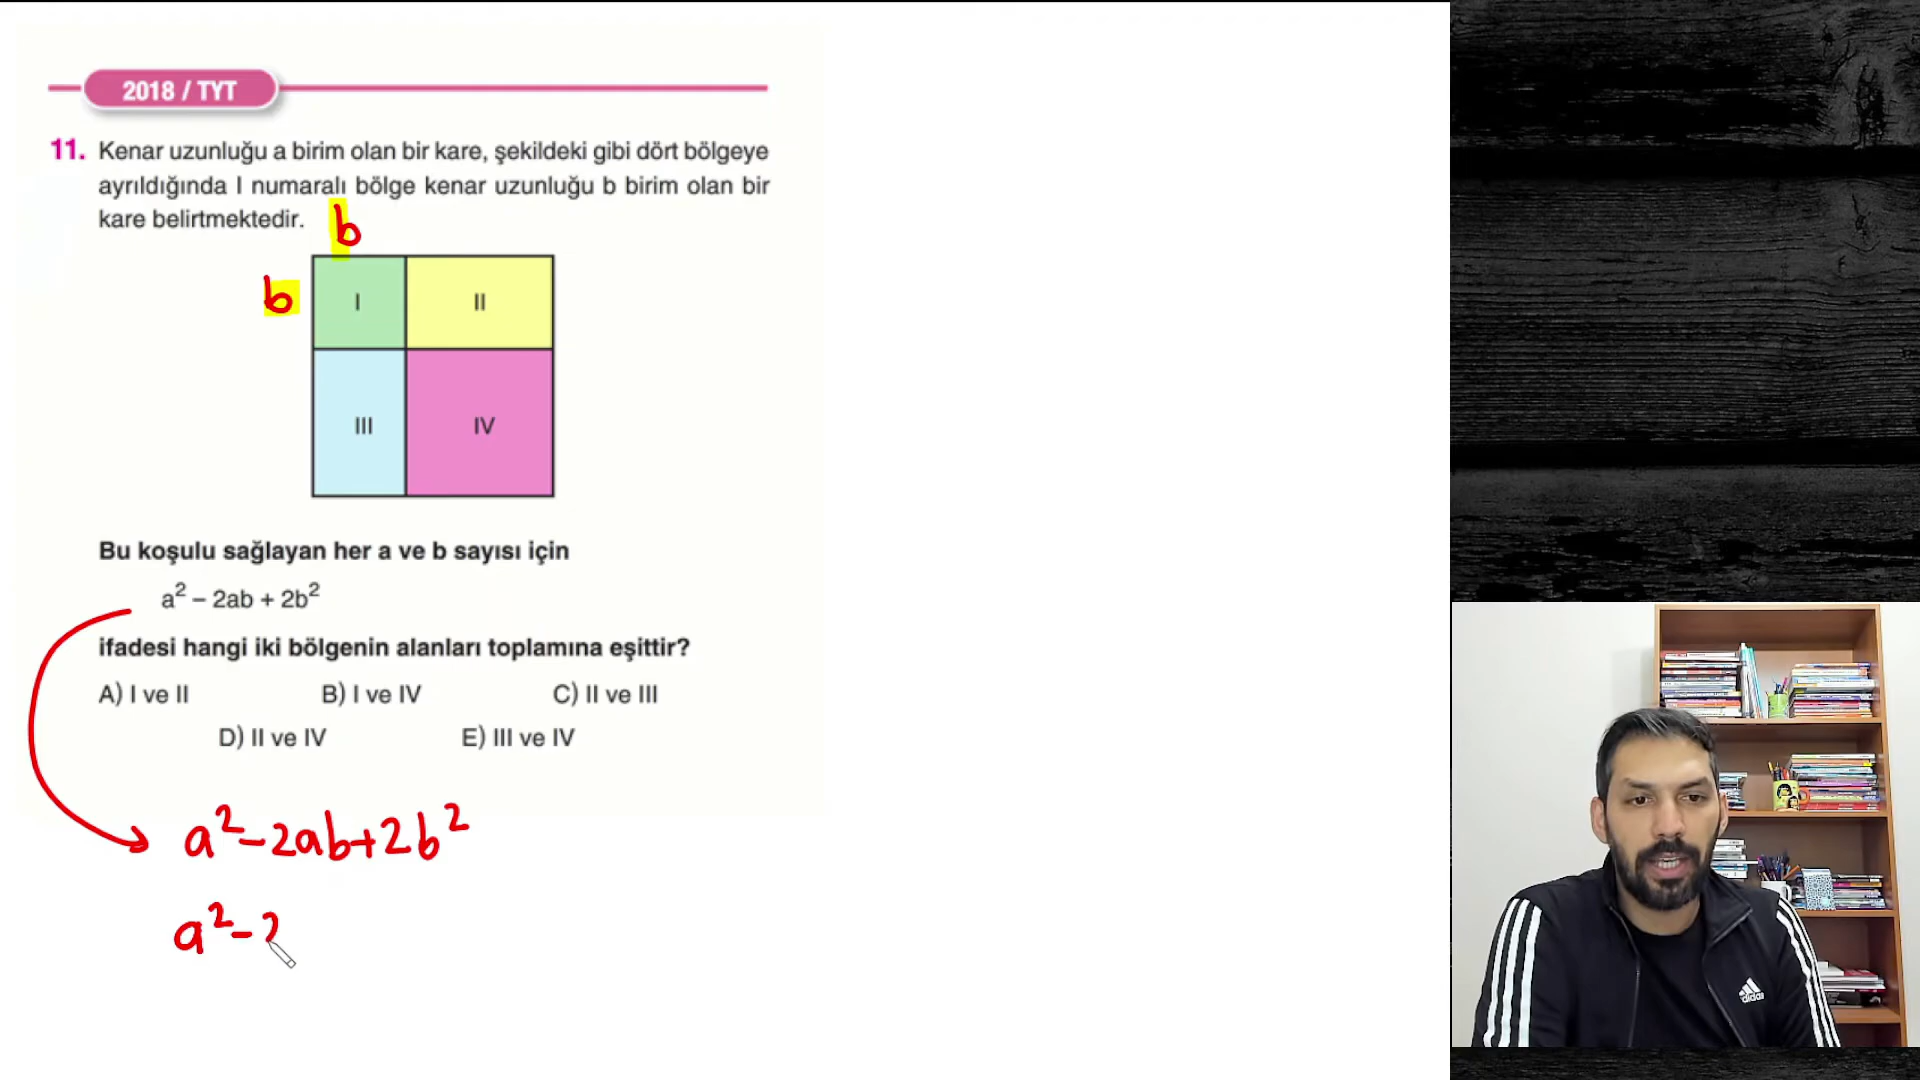 2018 / TYT
11. Kenar uzunluğu a birim olan bir kare, şekildeki gibi dört bölgeye
ayrıldığında I numaralı bölge kenar uzunluğu b birim olan bir
kare belirtmektedir.
b
b
I
II
III
IV
Bu koşulu sağlayan her a ve b sayısı için
a² – 2ab + 2b²
ifadesi hangi iki bölgenin alanları toplamına eşittir?
A) I ve II B) I ve IV C) II ve III
D) II ve IV E) III ve IV
a²-2ab+2b²
a²-2
adidas